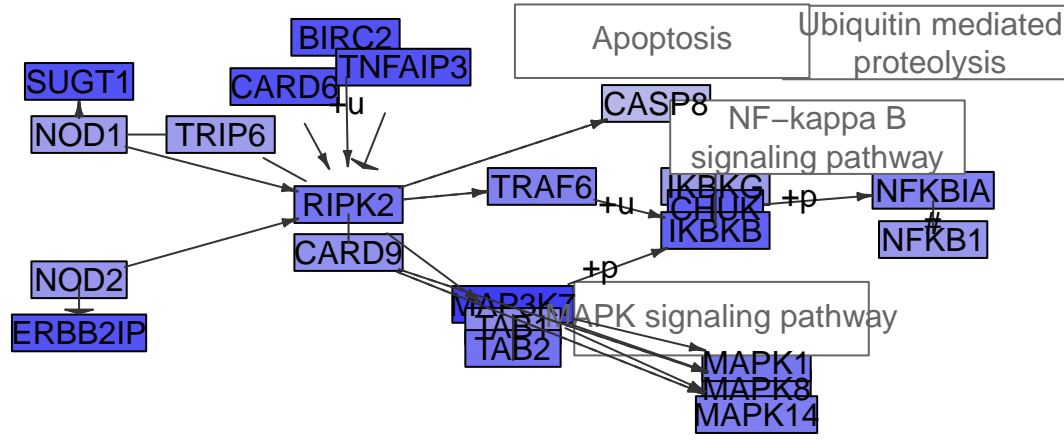 BIRC2
Apoptosis
Ubiquitin mediated
proteolysis
TNFAIP3
SUGT1
CARD6
+u
CASP8
NOD1
TRIP6
NF−kappa B
signaling pathway
RIPK2
TRAF6
IKBKG
CHUK
IKBKB
+u
+p
NFKBIA
#
NFKB1
CARD9
NOD2
+p
ERBB2IP
MAP3K7
TAB1
TAB2
MAPK signaling pathway
MAPK1
MAPK8
MAPK14